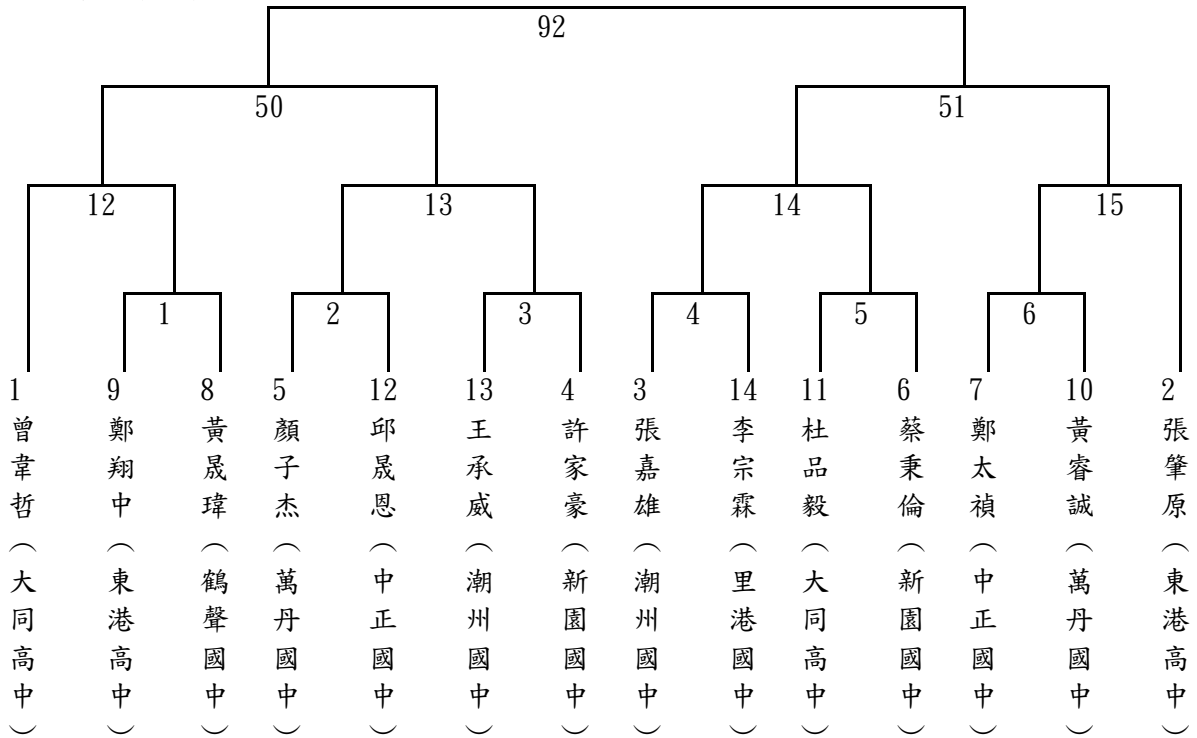 92
50 51
12 13 14 15
1 2 3 4 5 6
1 9 8 5 12 13 4 3 14 11 6 7 10 2
曾韋哲(大同高中)
鄭翔中(東港高中)
黃晟瑋(鶴聲國中)
顏子杰(萬丹國中)
邱晟恩(中正國中)
王承威(潮州國中)
許家豪(新園國中)
張嘉雄(潮州國中)
李宗霖(里港國中)
杜品毅(大同高中)
蔡秉倫(新園國中)
鄭太禎(中正國中)
黃睿誠(萬丹國中)
張肇原(東港高中)